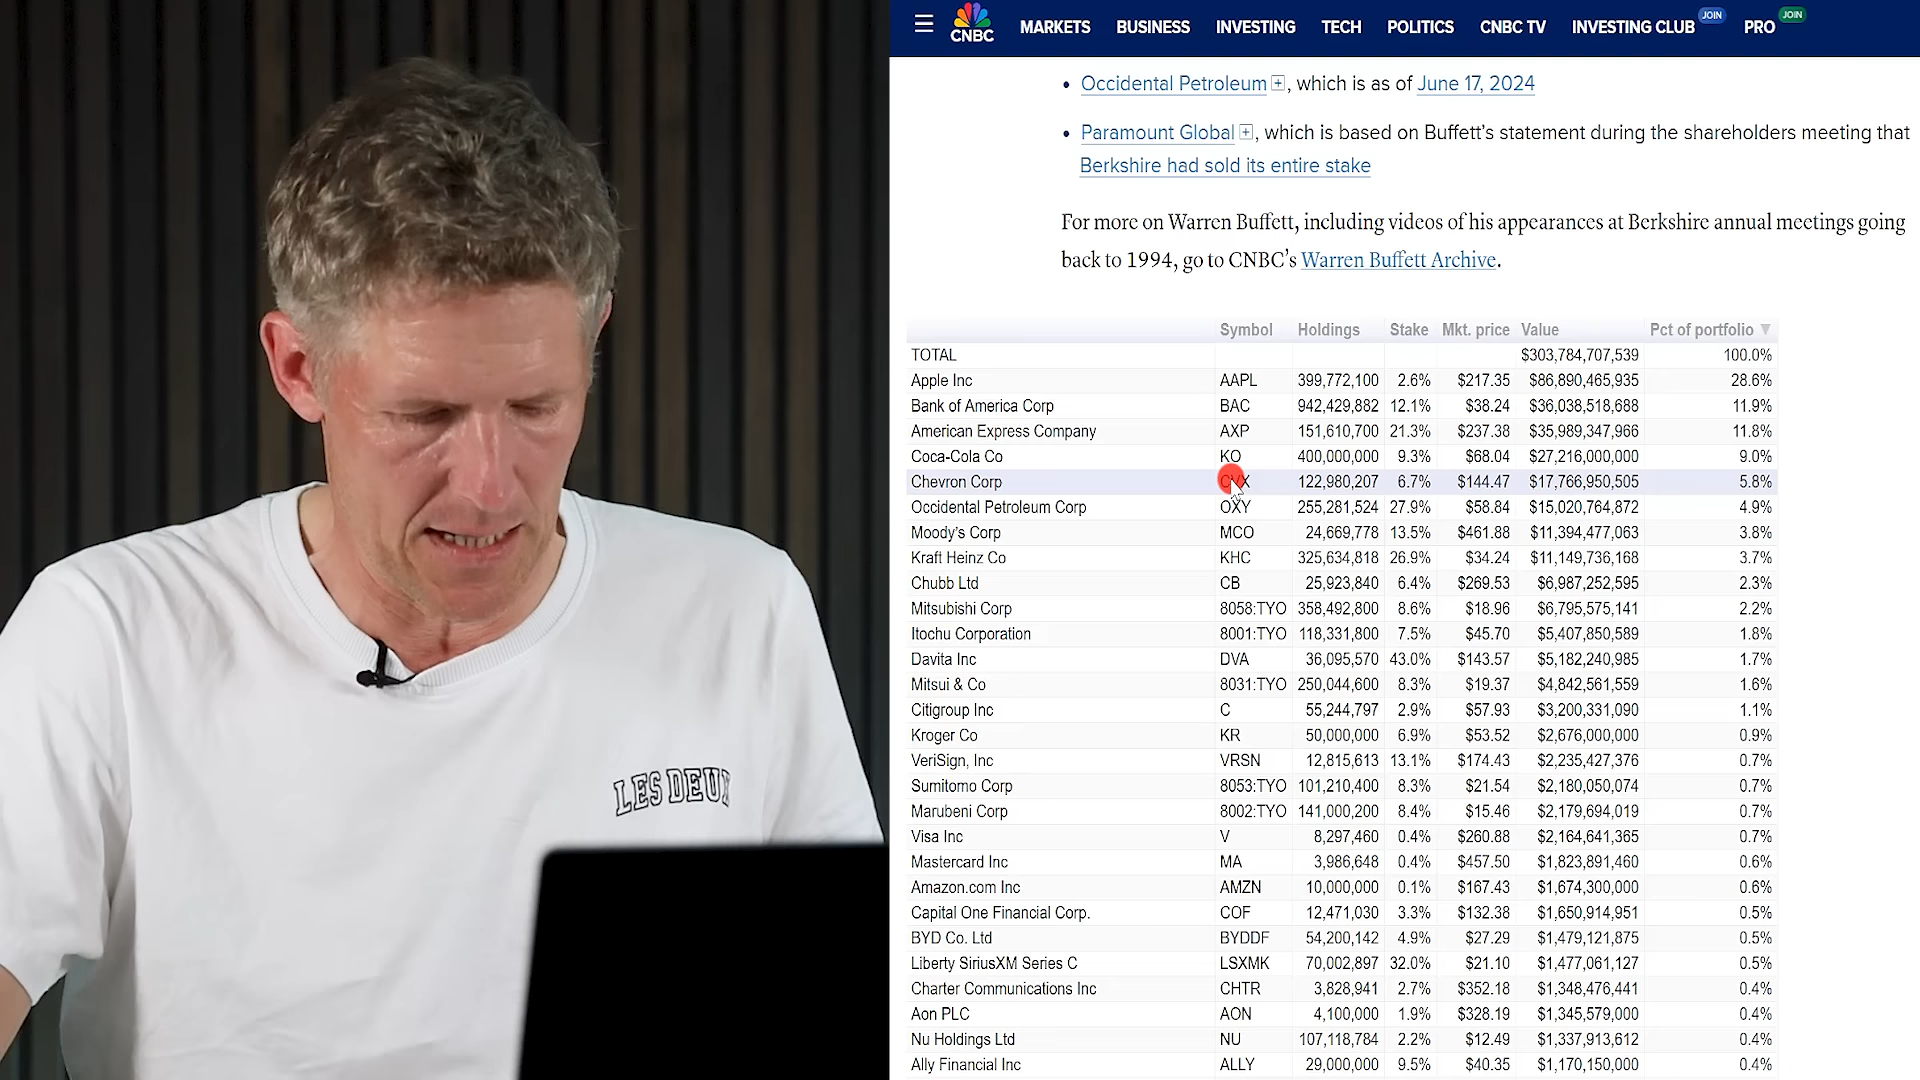 CNBC
MARKETS BUSINESS INVESTING TECH POLITICS CNBC TV INVESTING CLUB JOIN PRO JOIN
• Occidental Petroleum +, which is as of June 17, 2024
• Paramount Global +, which is based on Buffett’s statement during the shareholders meeting that
Berkshire had sold its entire stake
For more on Warren Buffett, including videos of his appearances at Berkshire annual meetings going
back to 1994, go to CNBC’s Warren Buffett Archive.
Symbol Holdings Stake Mkt. price Value Pct of portfolio ▼
TOTAL $303,784,707,539 100.0%
Apple Inc AAPL 399,772,100 2.6% $217.35 $86,890,465,935 28.6%
Bank of America Corp BAC 942,429,882 12.1% $38.24 $36,038,518,688 11.9%
American Express Company AXP 151,610,700 21.3% $237.38 $35,989,347,966 11.8%
Coca-Cola Co KO 400,000,000 9.3% $68.04 $27,216,000,000 9.0%
Chevron Corp CVX 122,980,207 6.7% $144.47 $17,766,950,505 5.8%
Occidental Petroleum Corp OXY 255,281,524 27.9% $58.84 $15,020,764,872 4.9%
Moody’s Corp MCO 24,669,778 13.5% $461.88 $11,394,477,063 3.8%
Kraft Heinz Co KHC 325,634,818 26.9% $34.24 $11,149,736,168 3.7%
Chubb Ltd CB 25,923,840 6.4% $269.53 $6,987,252,595 2.3%
Mitsubishi Corp 8058:TYO 358,492,800 8.6% $18.96 $6,795,575,141 2.2%
Itochu Corporation 8001:TYO 118,331,800 7.5% $45.70 $5,407,850,589 1.8%
Davita Inc DVA 36,095,570 43.0% $143.57 $5,182,240,985 1.7%
Mitsui & Co 8031:TYO 250,044,600 8.3% $19.37 $4,842,561,559 1.6%
Citigroup Inc C 55,244,797 2.9% $57.93 $3,200,331,090 1.1%
Kroger Co KR 50,000,000 6.9% $53.52 $2,676,000,000 0.9%
VeriSign, Inc VRSN 12,815,613 13.1% $174.43 $2,235,427,376 0.7%
Sumitomo Corp 8053:TYO 101,210,400 8.3% $21.54 $2,180,050,074 0.7%
Marubeni Corp 8002:TYO 141,000,200 8.4% $15.46 $2,179,694,019 0.7%
Visa Inc V 8,297,460 0.4% $260.88 $2,164,641,365 0.7%
Mastercard Inc MA 3,986,648 0.4% $457.50 $1,823,891,460 0.6%
Amazon.com Inc AMZN 10,000,000 0.1% $167.43 $1,674,300,000 0.6%
Capital One Financial Corp. COF 12,471,030 3.3% $132.38 $1,650,914,951 0.5%
BYD Co. Ltd BYDDF 54,200,142 4.9% $27.29 $1,479,121,875 0.5%
Liberty SiriusXM Series C LSXMK 70,002,897 32.0% $21.10 $1,477,061,127 0.5%
Charter Communications Inc CHTR 3,828,941 2.7% $352.18 $1,348,476,441 0.4%
Aon PLC AON 4,100,000 1.9% $328.19 $1,345,579,000 0.4%
Nu Holdings Ltd NU 107,118,784 2.2% $12.49 $1,337,913,612 0.4%
Ally Financial Inc ALLY 29,000,000 9.5% $40.35 $1,170,150,000 0.4%
LES DEUX